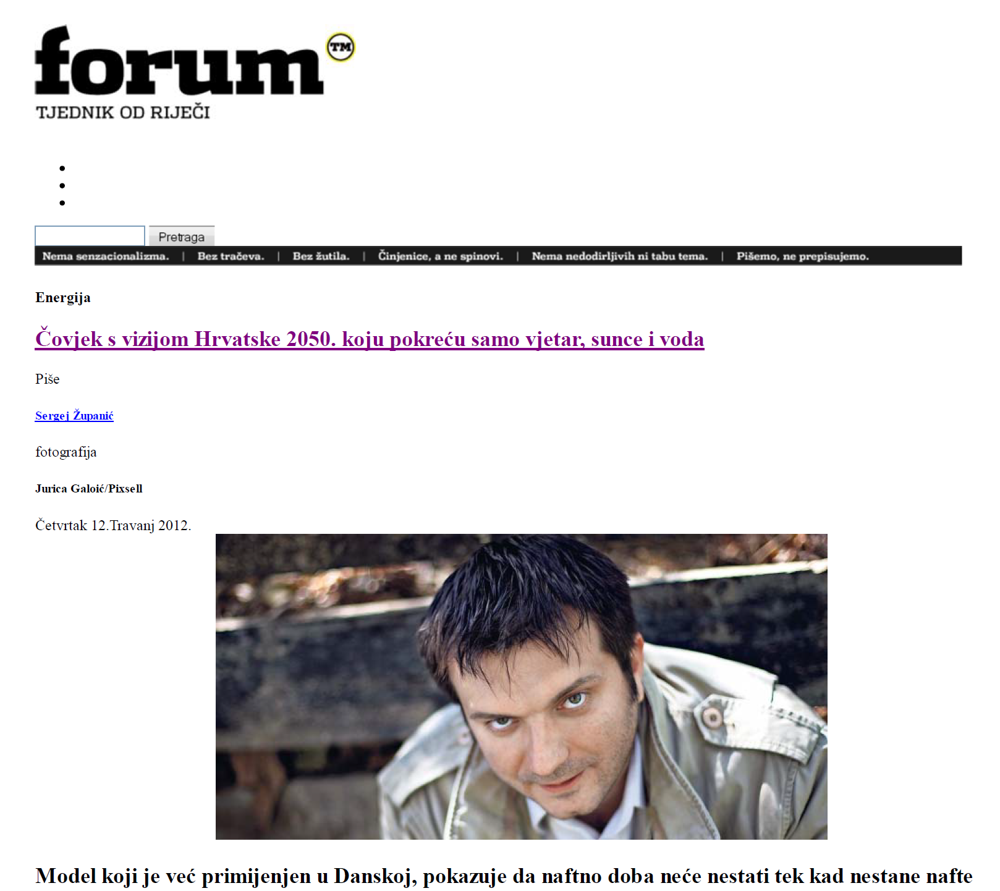 forum TM
TJEDNIK OD RIJEČI
Pretraga
Nema senzacionalizma. | Bez tračeva. | Bez žutila. | Činjenice, a ne spinovi. | Nema nedodirljivih ni tabu tema. | Pišemo, ne prepisujemo.
Energija
Čovjek s vizijom Hrvatske 2050. koju pokreću samo vjetar, sunce i voda
Piše
Sergej Županić
fotografija
Jurica Galoić/Pixsell
Četvrtak 12.Travanj 2012.
Model koji je već primijenjen u Danskoj, pokazuje da naftno doba neće nestati tek kad nestane nafte